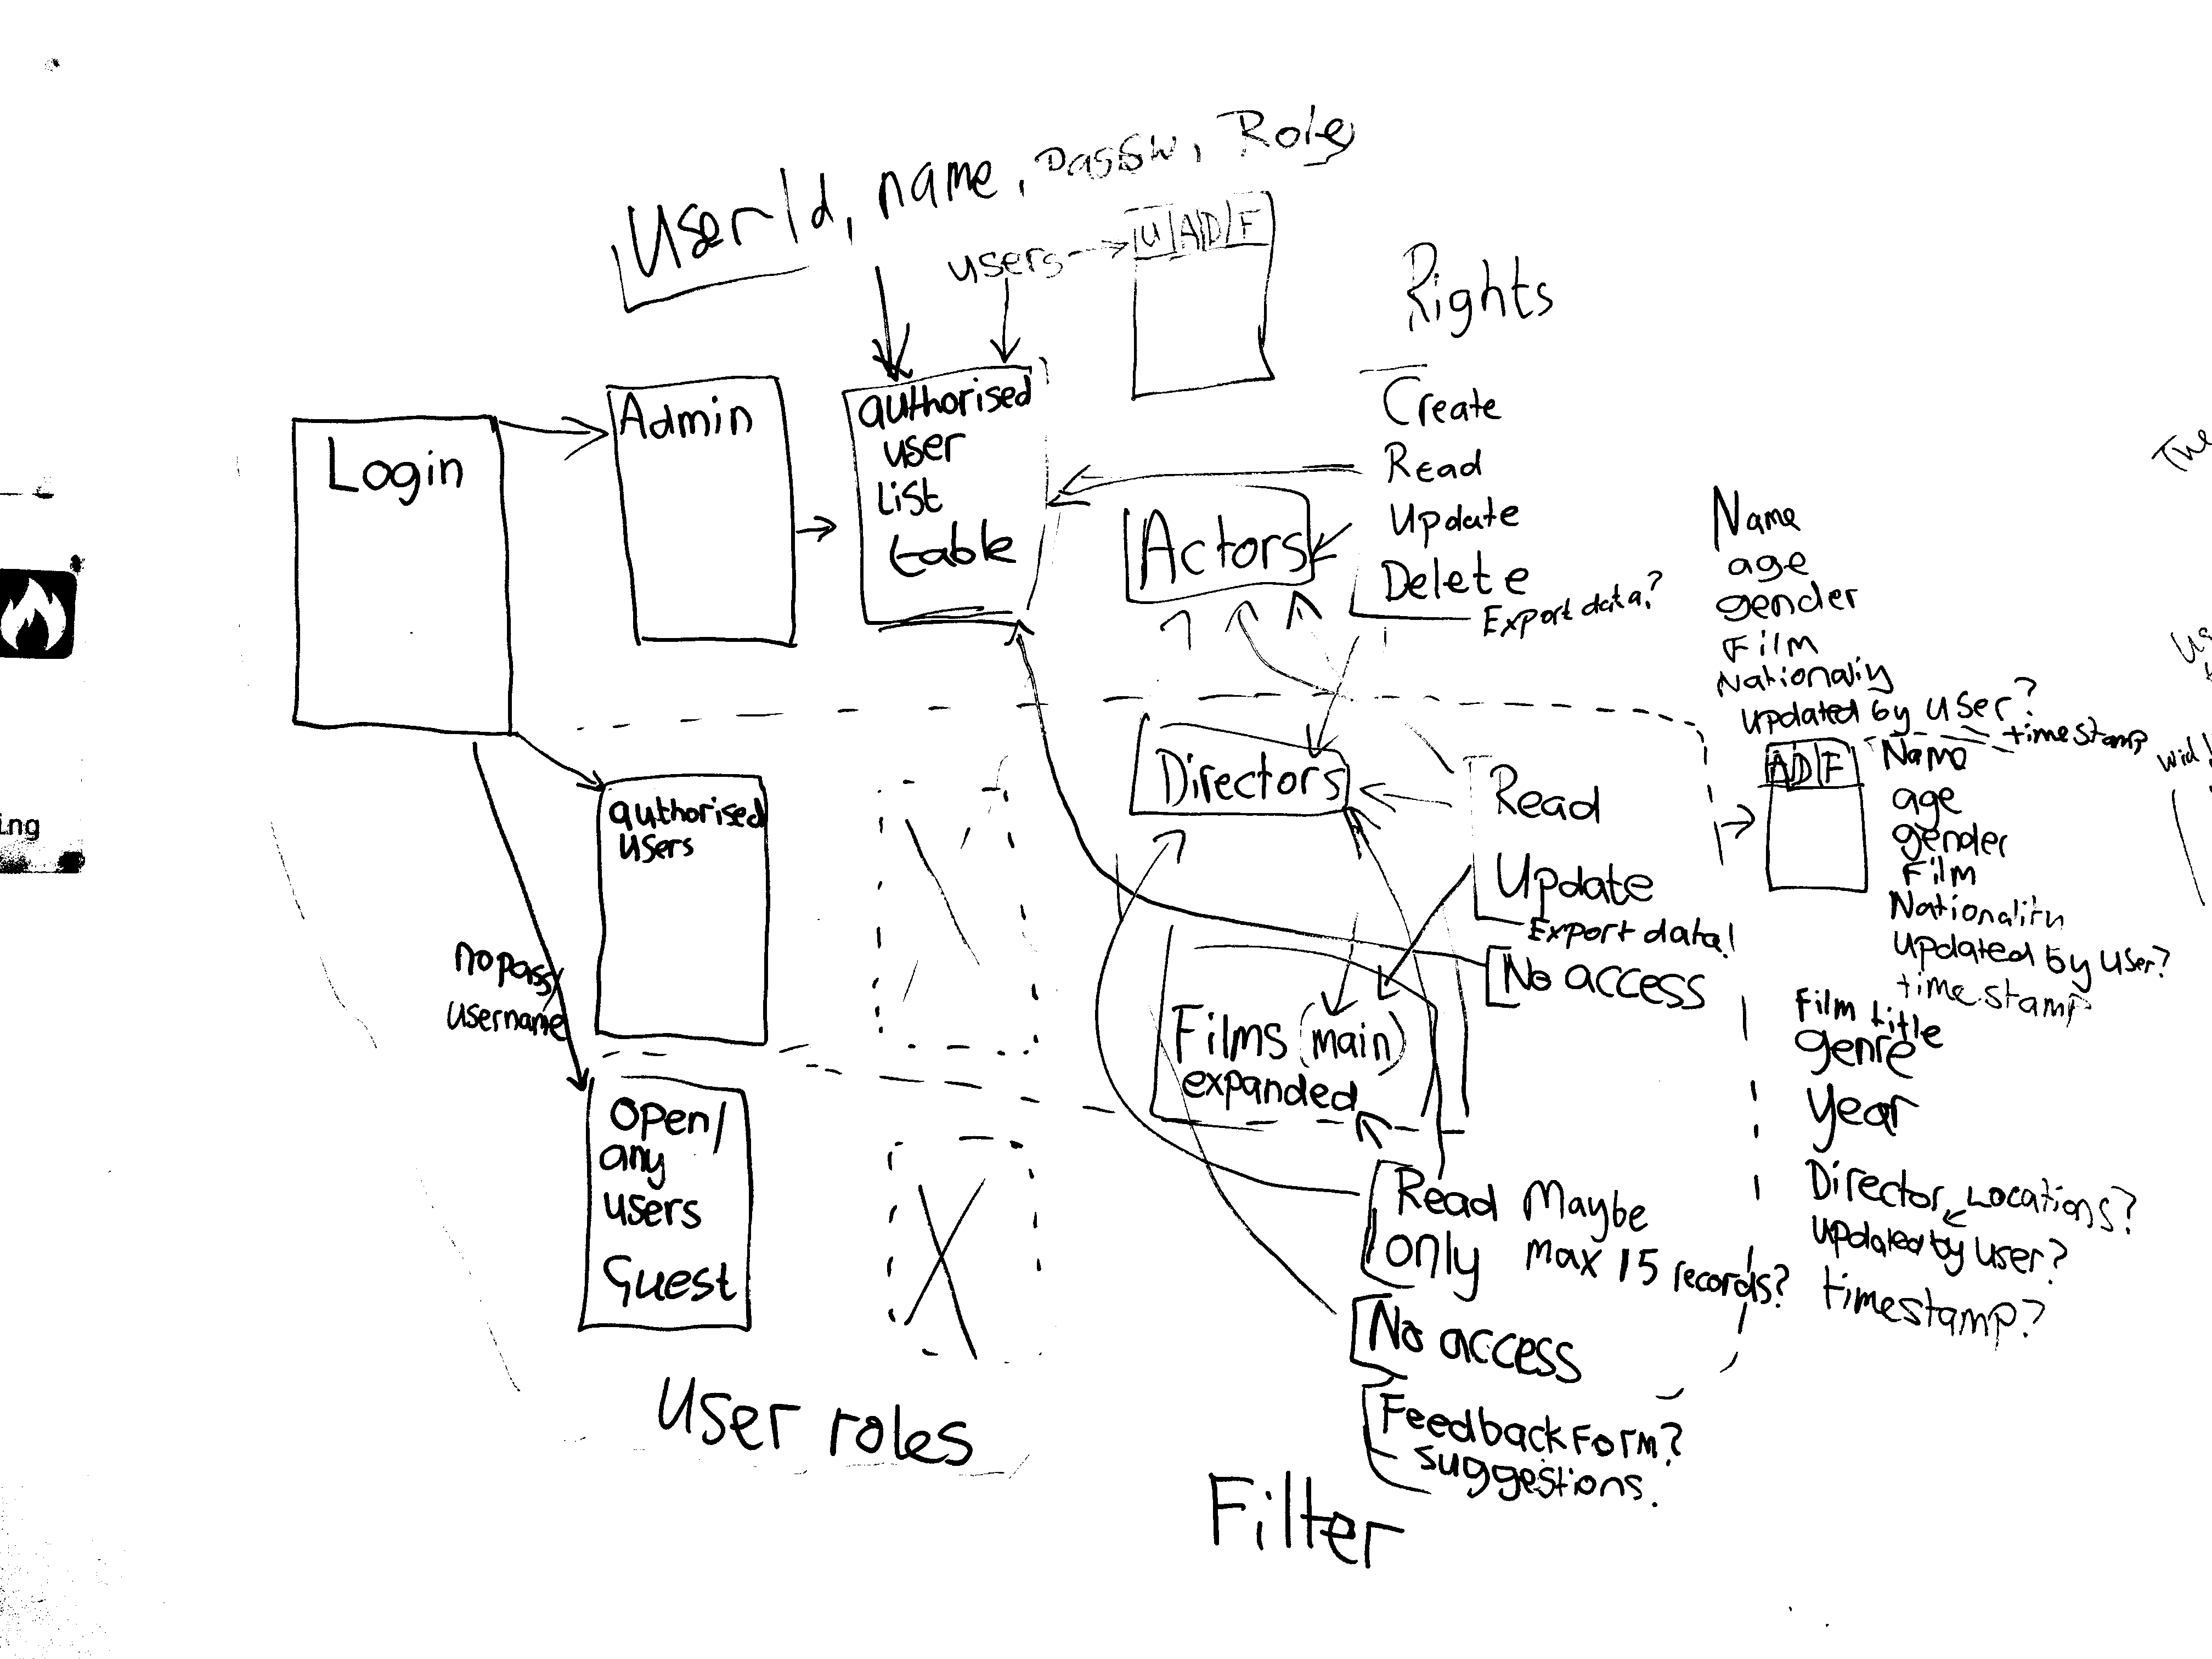 UserId, name, passw, Role
users
U A D F
Rights
Create
Read
Update
Delete
Export data?
Login
Admin
authorised
user
list
table
Actors
Name
age
gender
Film
Nationaliy
updated by user?
timestamp
The
authorised
users
Directors
Read
Update
Export data!
No access
A D F
Name
age
gender
Film
Nationality
updated by user?
timestamp
ing
no pass/
username
Films (main)
expanded
Film title
genre
year
Director
Locations?
updated by user?
timestamp?
open/
any
users
Guest
Read
only
Maybe
max 15 records?
No access
Feedback Form?
- suggestions.
User roles
Filter